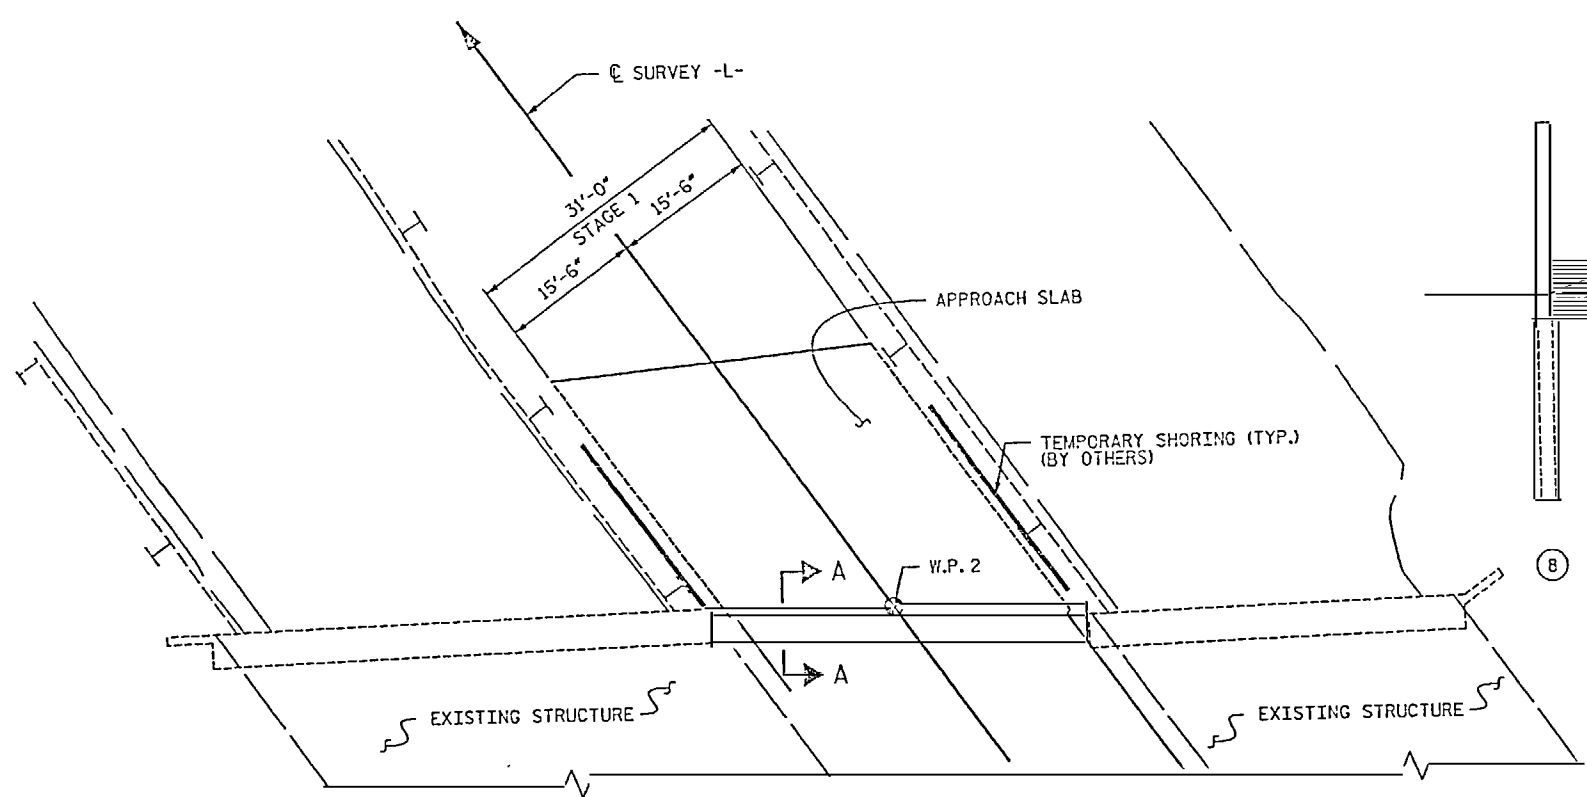 ℄ SURVEY -L-
31'-0"
STAGE 1
15'-6"
15'-6"
APPROACH SLAB
TEMPORARY SHORING (TYP.)
(BY OTHERS)
A
W.P. 2
8
A
EXISTING STRUCTURE
EXISTING STRUCTURE